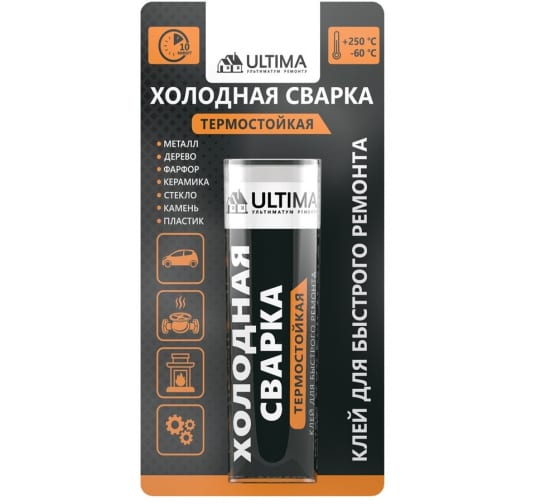 10
минут
ULTIMA
УЛЬТИМАТУМ РЕМОНТУ
+250 °C
-60 °C
ХОЛОДНАЯ СВАРКА
ТЕРМОСТОЙКАЯ
• МЕТАЛЛ
• ДЕРЕВО
• ФАРФОР
• КЕРАМИКА
• СТЕКЛО
• КАМЕНЬ
• ПЛАСТИК
ULTIMA
УЛЬТИМАТУМ РЕМОНТУ
ХОЛОДНАЯ
СВАРКА
ТЕРМОСТОЙКАЯ
КЛЕЙ ДЛЯ БЫСТРОГО РЕМОНТА
КЛЕЙ ДЛЯ БЫСТРОГО РЕМОНТА